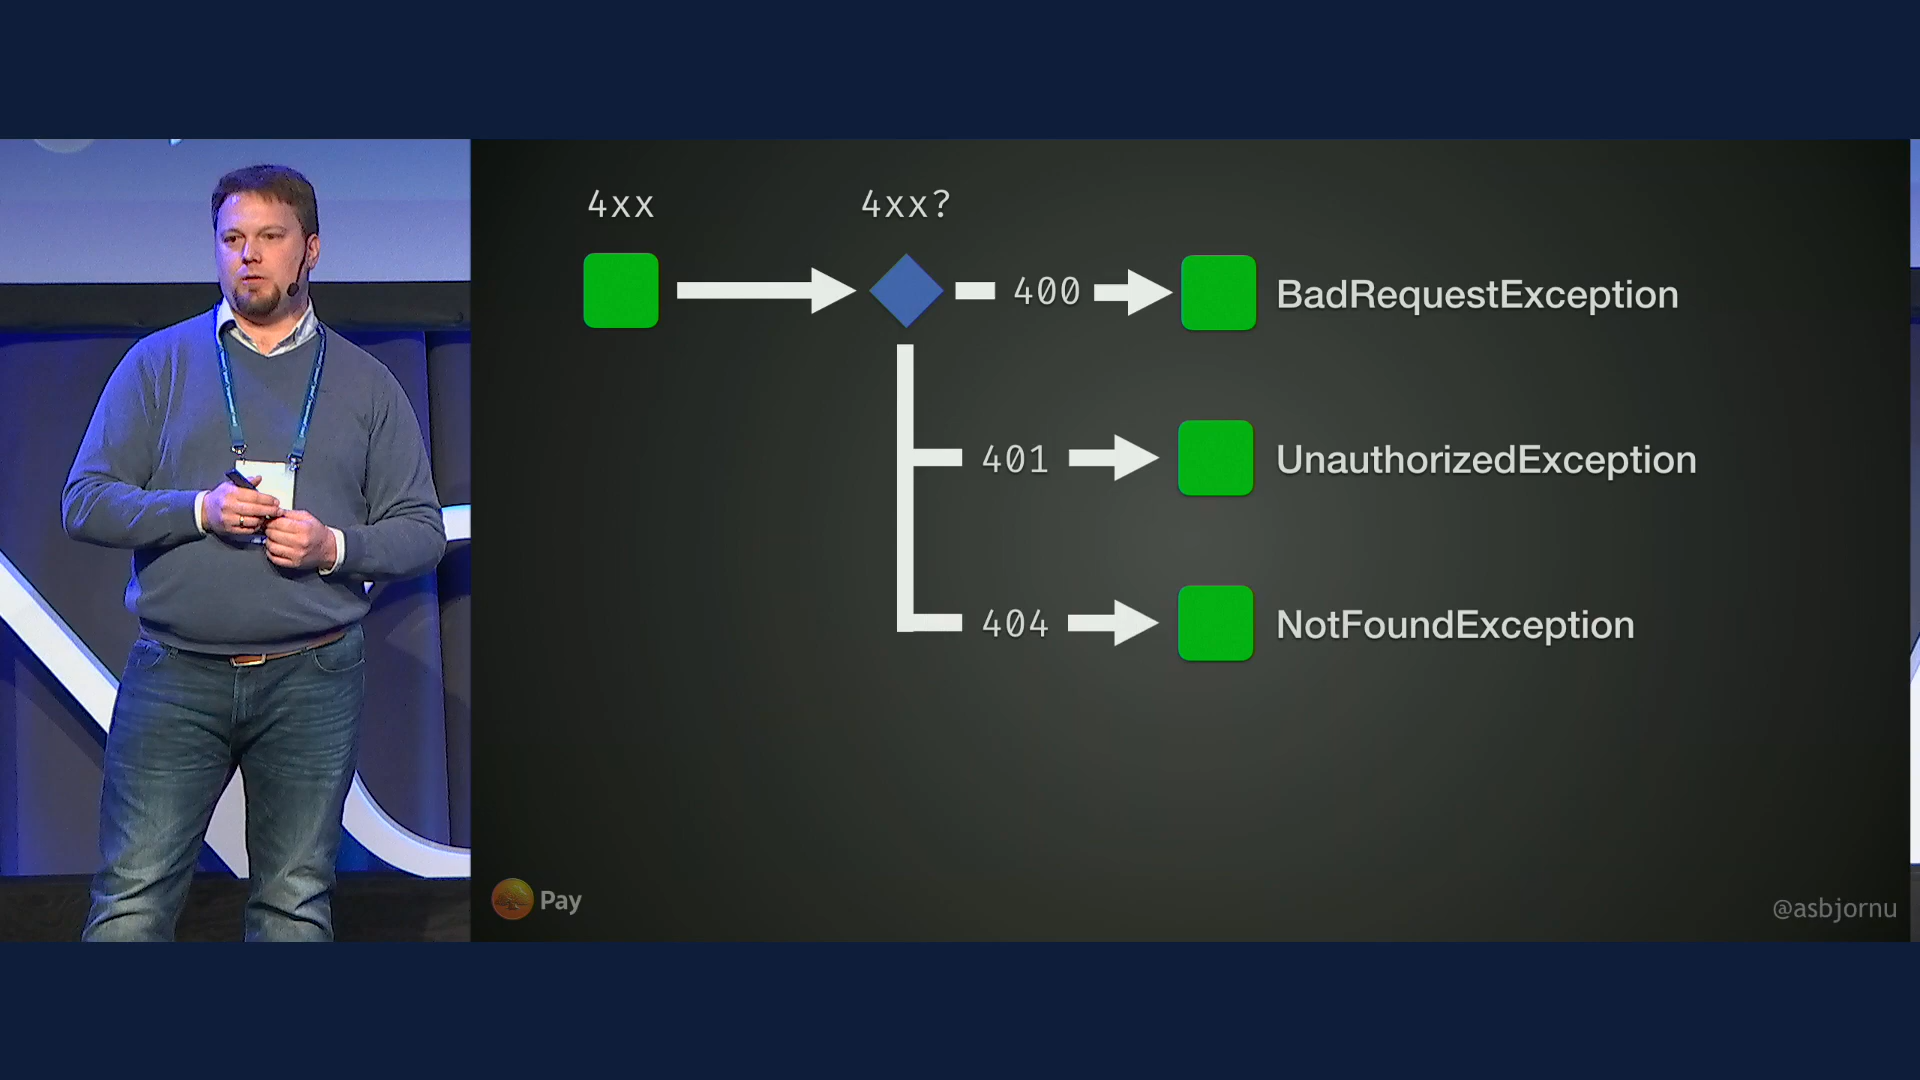 4xx
4xx?
400
BadRequestException
401
UnauthorizedException
404
NotFoundException
Pay
@asbjornu